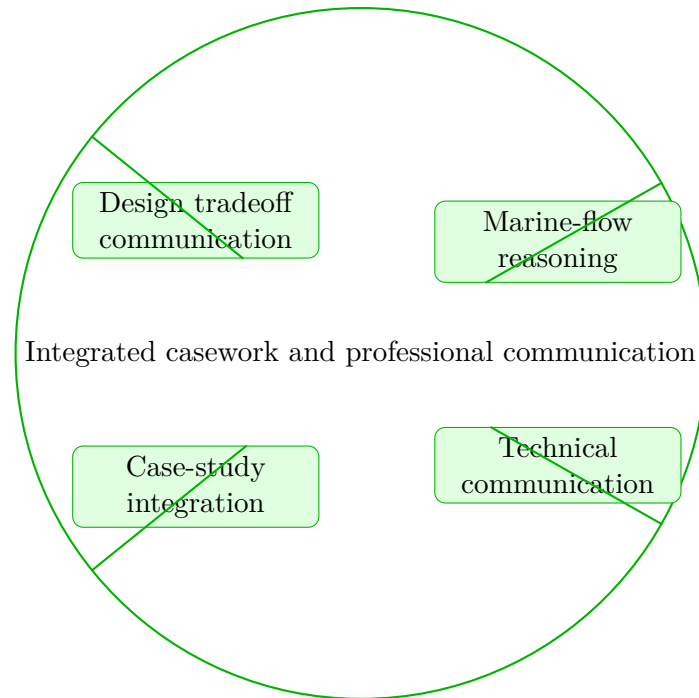 Design tradeoff
communication
Marine-flow
reasoning
Integrated casework and professional communication
Case-study
integration
Technical
communication